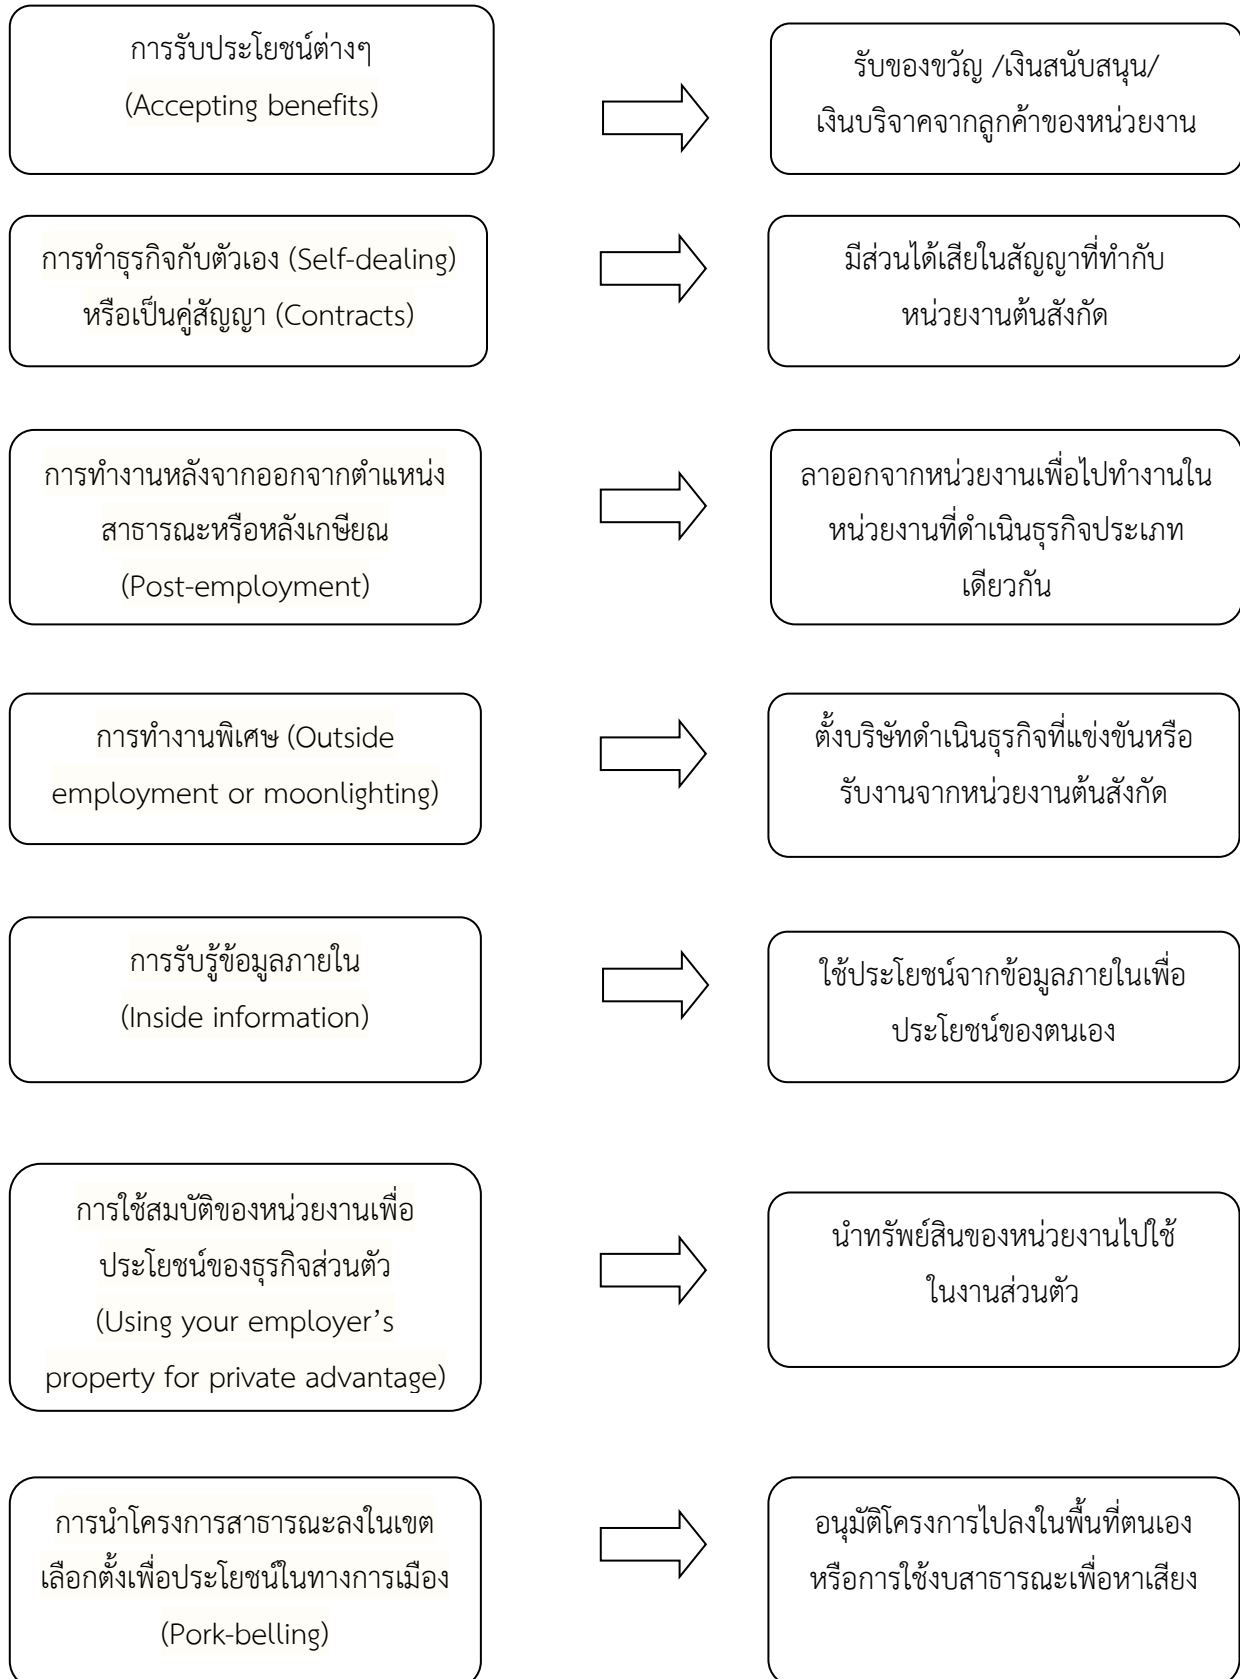 การรับประโยชน์ต่างๆ
(Accepting benefits)
รับของขวัญ /เงินสนับสนุน/
เงินบริจาคจากลูกค้าของหน่วยงาน
การทำธุรกิจกับตัวเอง (Self-dealing)
หรือเป็นคู่สัญญา (Contracts)
มีส่วนได้เสียในสัญญาที่ทำกับ
หน่วยงานต้นสังกัด
การทำงานหลังจากออกจากตำแหน่ง
สาธารณะหรือหลังเกษียณ
(Post-employment)
ลาออกจากหน่วยงานเพื่อไปทำงานใน
หน่วยงานที่ดำเนินธุรกิจประเภท
เดียวกัน
การทำงานพิเศษ (Outside
employment or moonlighting)
ตั้งบริษัทดำเนินธุรกิจที่แข่งขันหรือ
รับงานจากหน่วยงานต้นสังกัด
การรับรู้ข้อมูลภายใน
(Inside information)
ใช้ประโยชน์จากข้อมูลภายในเพื่อ
ประโยชน์ของตนเอง
การใช้สมบัติของหน่วยงานเพื่อ
ประโยชน์ของธุรกิจส่วนตัว
(Using your employer’s
property for private advantage)
นำทรัพย์สินของหน่วยงานไปใช้
ในงานส่วนตัว
การนำโครงการสาธารณะลงในเขต
เลือกตั้งเพื่อประโยชน์ในทางการเมือง
(Pork-belling)
อนุมัติโครงการไปลงในพื้นที่ตนเอง
หรือการใช้งบสาธารณะเพื่อหาเสียง